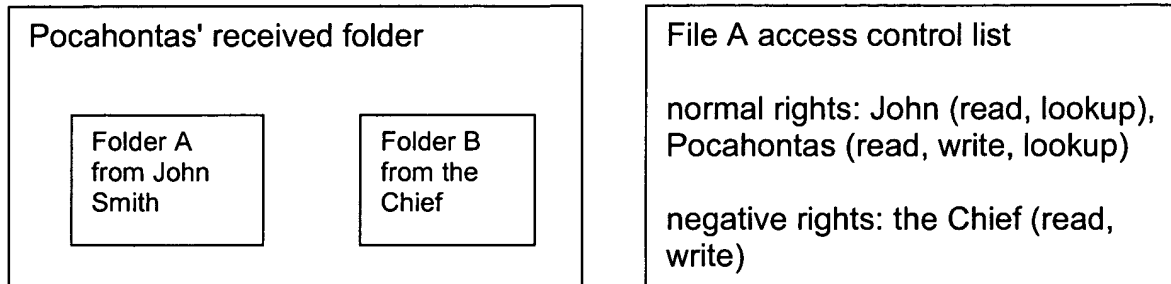 Pocahontas' received folder
Folder A
from John
Smith
Folder B
from the
Chief
File A access control list
normal rights: John (read, lookup),
Pocahontas (read, write, lookup)
negative rights: the Chief (read,
write)